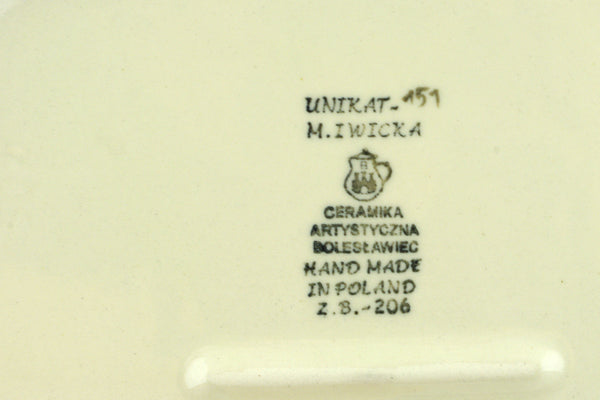 UNIKAT-151
M.IWICKA
B
CERAMIKA
ARTYSTYCZNA
BOLESŁAWIEC
HAND MADE
IN POLAND
Z.B.-206